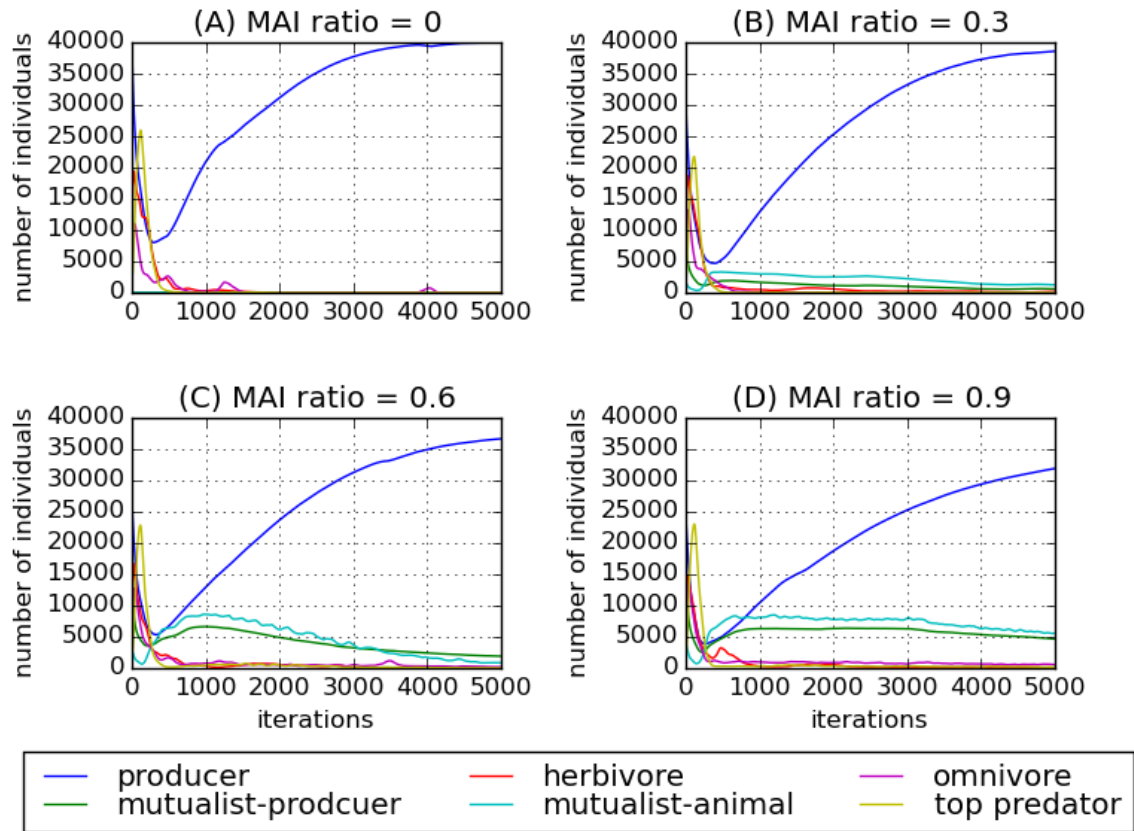 (A) MAI ratio = 0
(B) MAI ratio = 0.3
number of individuals
40000
35000
30000
25000
20000
15000
10000
5000
0
0 1000 2000 3000 4000 5000
number of individuals
40000
35000
30000
25000
20000
15000
10000
5000
0
0 1000 2000 3000 4000 5000
(C) MAI ratio = 0.6
(D) MAI ratio = 0.9
number of individuals
40000
35000
30000
25000
20000
15000
10000
5000
0
0 1000 2000 3000 4000 5000
iterations
number of individuals
40000
35000
30000
25000
20000
15000
10000
5000
0
0 1000 2000 3000 4000 5000
iterations
producer herbivore omnivore
mutualist-prodcuer mutualist-animal top predator